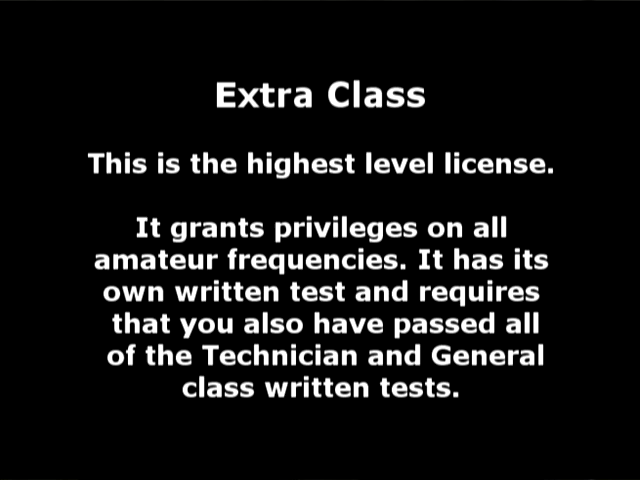 Extra Class
This is the highest level license.
It grants privileges on all
amateur frequencies. It has its
own written test and requires
that you also have passed all
of the Technician and General
class written tests.